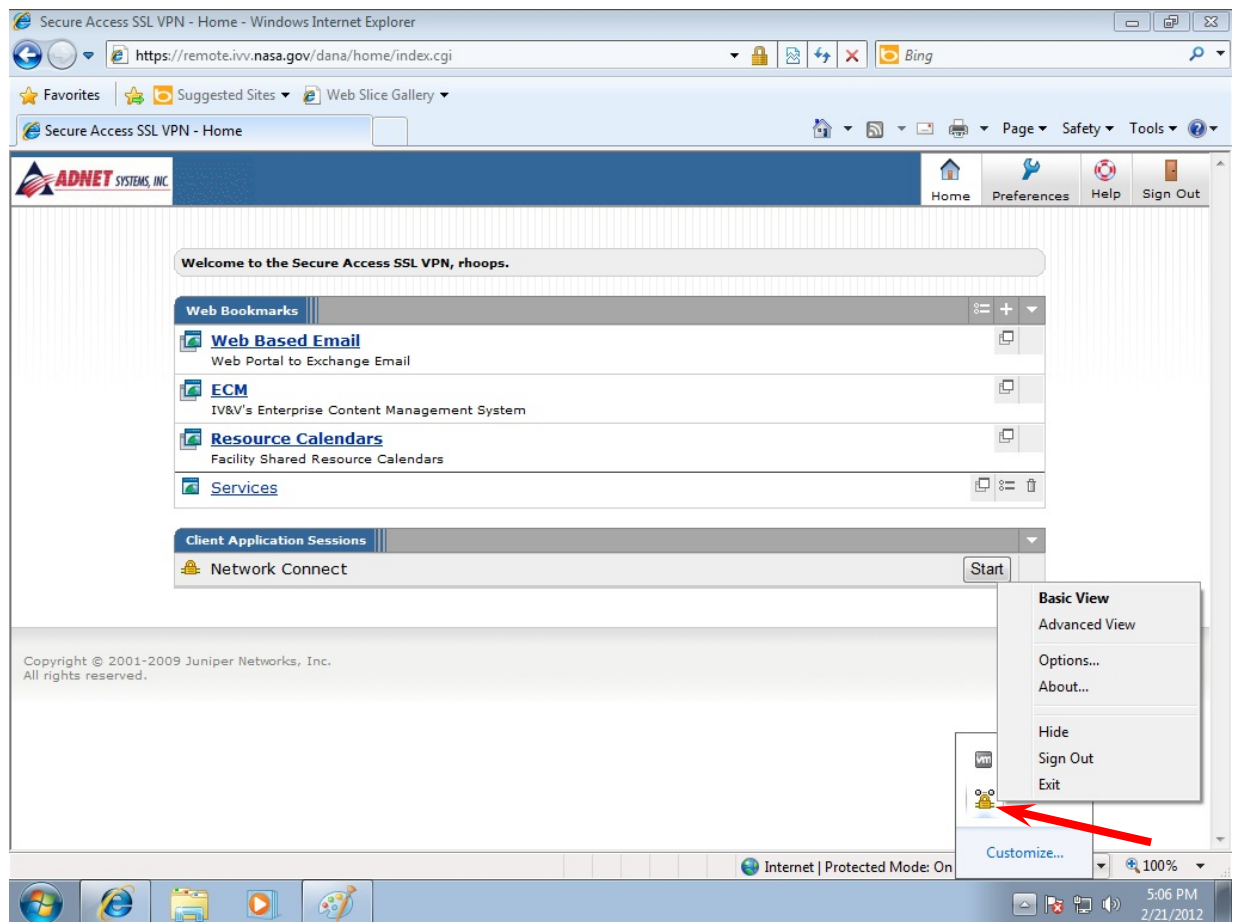 Secure Access SSL VPN - Home - Windows Internet Explorer
https://remote.ivv.nasa.gov/dana/home/index.cgi
Bing
Favorites Suggested Sites Web Slice Gallery
Secure Access SSL VPN - Home Page Safety Tools
ADNET SYSTEMS, INC
Home Preferences Help Sign Out
Welcome to the Secure Access SSL VPN, rhoops.
Web Bookmarks
Web Based Email
Web Portal to Exchange Email
ECM
IV&V's Enterprise Content Management System
Resource Calendars
Facility Shared Resource Calendars
Services
Client Application Sessions
Network Connect Start
Basic View
Advanced View
Options...
About...
Hide
Sign Out
Exit
Copyright © 2001-2009 Juniper Networks, Inc.
All rights reserved.
vm
Customize...
Internet | Protected Mode: On 100%
5:06 PM
2/21/2012